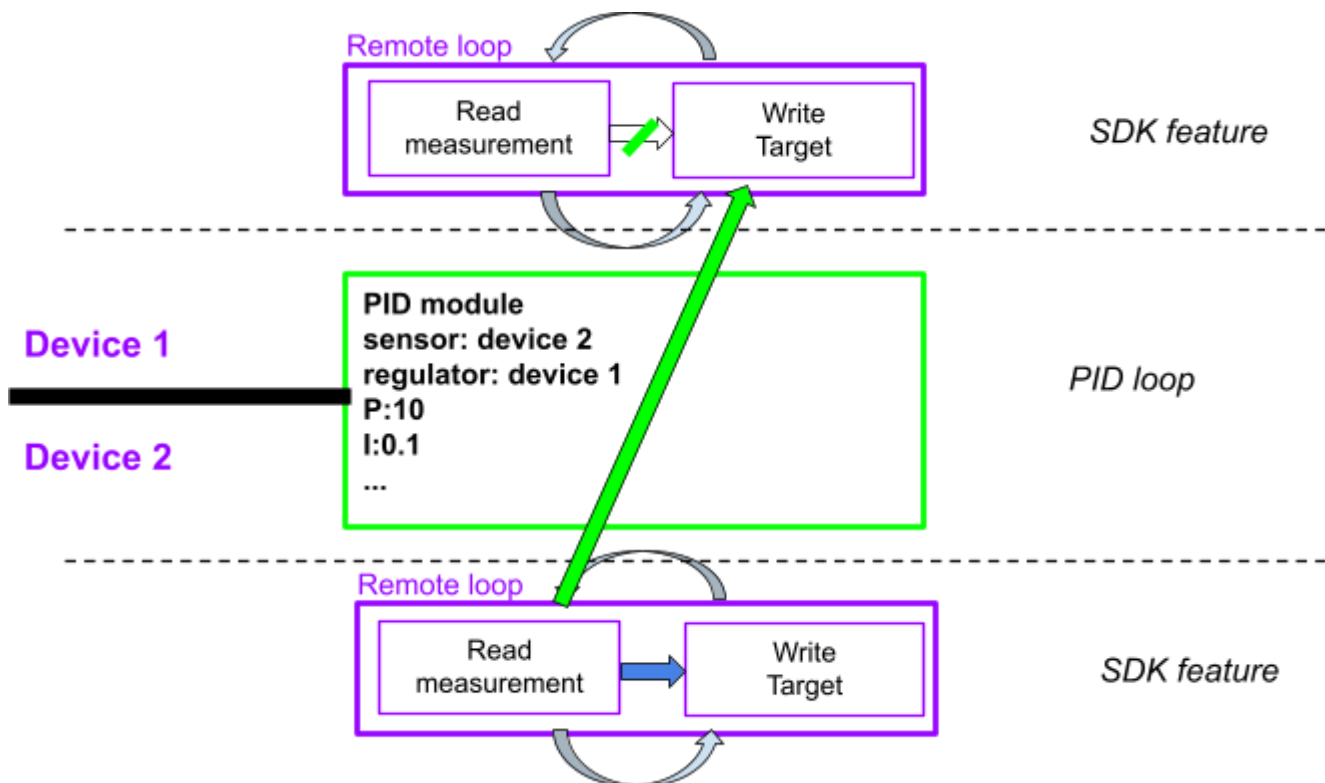 Remote loop
Read
measurement
Write
Target
SDK feature
PID module
sensor: device 2
regulator: device 1
P:10
I:0.1
...
Device 1
Device 2
PID loop
Remote loop
Read
measurement
Write
Target
SDK feature